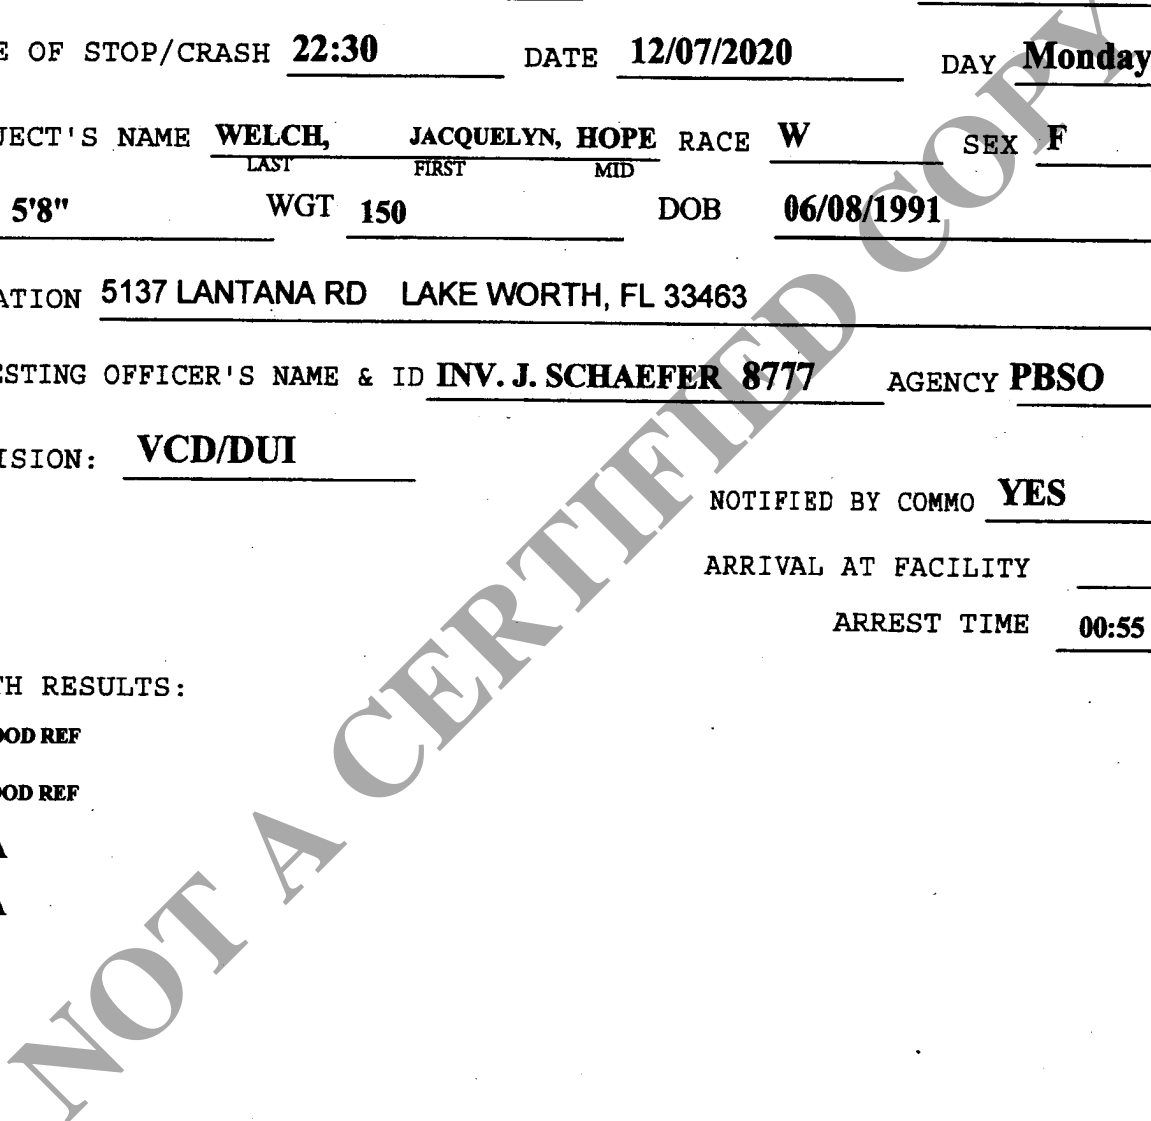 E OF STOP/CRASH 22:30 DATE 12/07/2020 DAY Monday
JECT'S NAME WELCH, JACQUELYN, HOPE RACE W SEX F
LAST FIRST MID
5'8" WGT 150 DOB 06/08/1991
ATION 5137 LANTANA RD LAKE WORTH, FL 33463
ESTING OFFICER'S NAME & ID INV. J. SCHAEFER 8777 AGENCY PBSO
ISION: VCD/DUI
NOTIFIED BY COMMO YES
ARRIVAL AT FACILITY
ARREST TIME 00:55
TH RESULTS:
OOD REF
OOD REF
A
A
NOT A CERTIFIED COPY